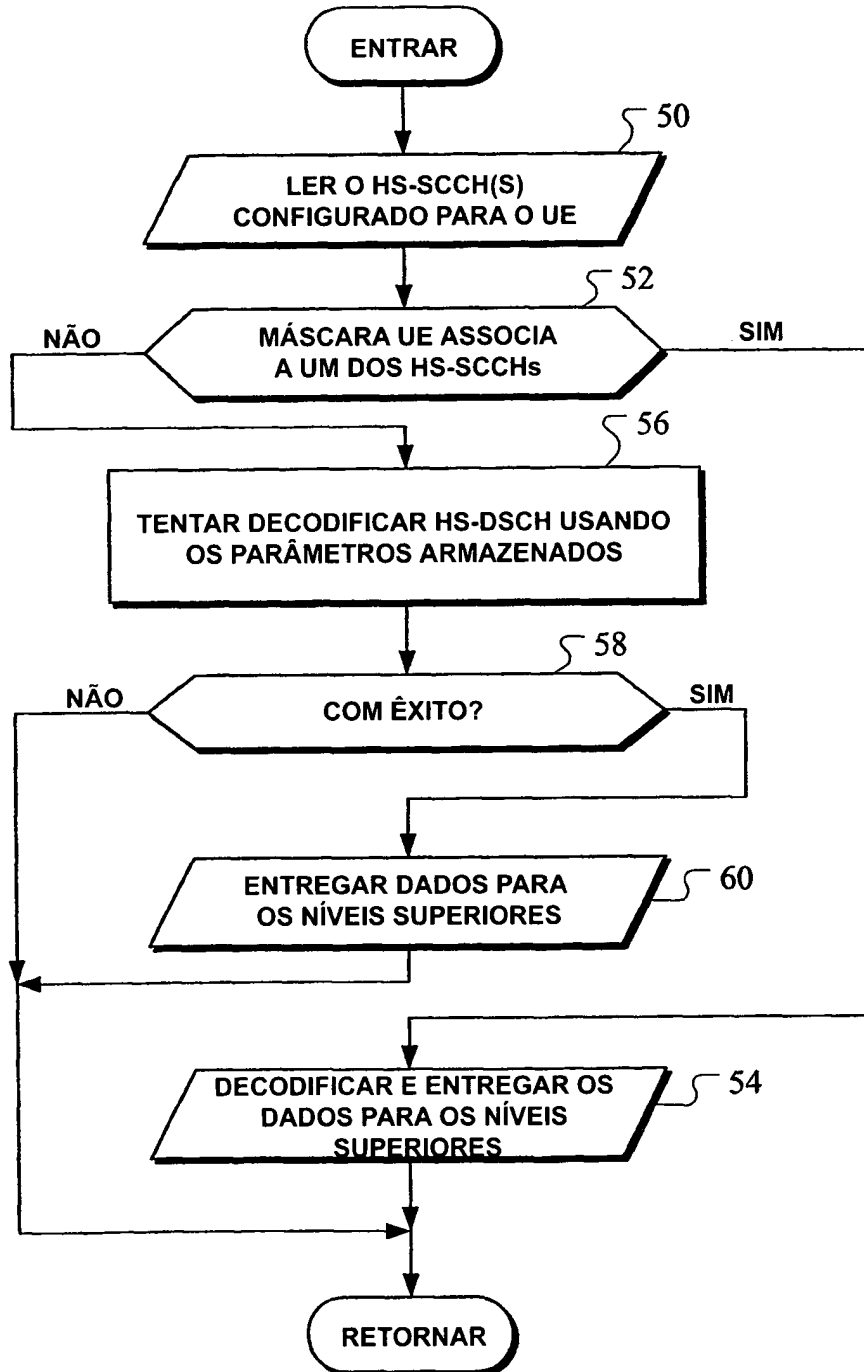 ENTRAR
50
LER O HS-SCCH(S)
CONFIGURADO PARA O UE
52
NÃO
MÁSCARA UE ASSOCIA
A UM DOS HS-SCCHs
SIM
56
TENTAR DECODIFICAR HS-DSCH USANDO
OS PARÂMETROS ARMAZENADOS
58
NÃO
COM ÊXITO?
SIM
ENTREGAR DADOS PARA
OS NÍVEIS SUPERIORES
60
DECODIFICAR E ENTREGAR OS
DADOS PARA OS NÍVEIS
SUPERIORES
54
RETORNAR